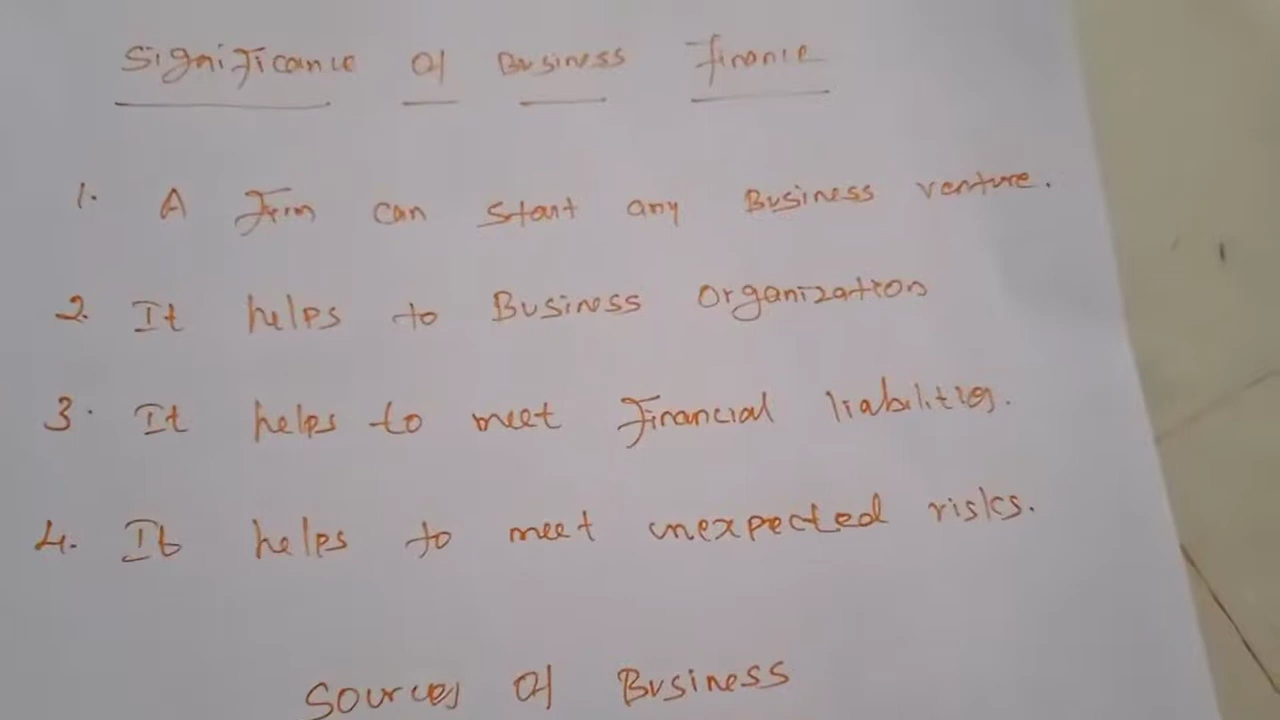 Significance of Business Finance
1. A Firm can start any Business venture.
2. It helps to Business Organization
3. It helps to meet Financial liabilities.
4. It helps to meet unexpected risks.
Sources of Business